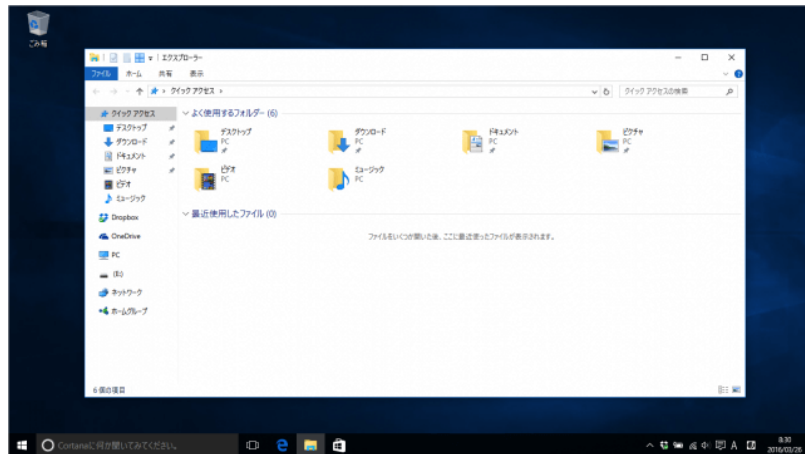 ごみ箱
エクスプローラー
ファイル ホーム 共有 表示
クイック アクセス
クイック アクセスの検索
クイック アクセス
デスクトップ
ダウンロード
ドキュメント
ピクチャ
ビデオ
ミュージック
Dropbox
OneDrive
PC
(E:)
ネットワーク
ホームグループ
よく使用するフォルダー (6)
デスクトップ
PC
ダウンロード
PC
ドキュメント
PC
ピクチャ
PC
ビデオ
PC
ミュージック
PC
最近使用したファイル (0)
ファイルをいくつか開いた後、ここに最近使ったファイルが表示されます。
6 個の項目
Cortanaに何か聞いてみてください。
A
8:30
2016/03/26